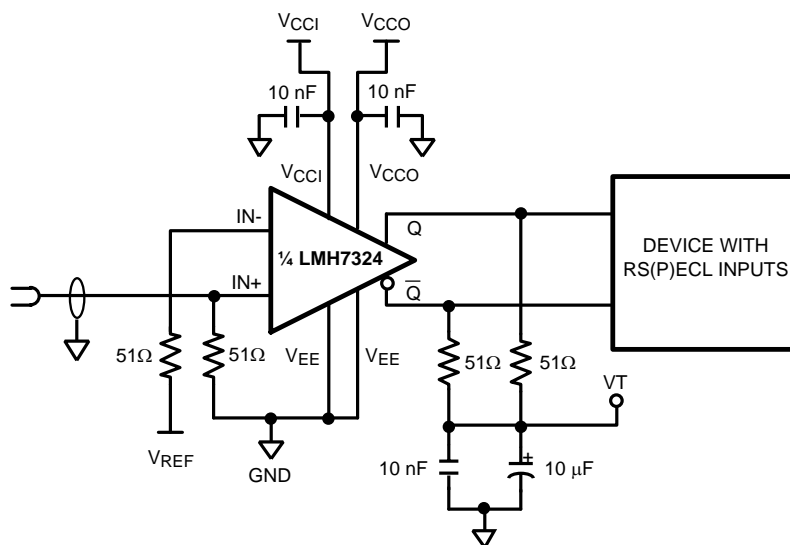 VCCI VCCO
10 nF 10 nF
VCCI VCCO
IN-
Q
¼ LMH7324
DEVICE WITH
RS(P)ECL INPUTS
IN+
Q̅
51Ω 51Ω VEE VEE 51Ω 51Ω
VT
VREF
GND
10 nF + 10 µF